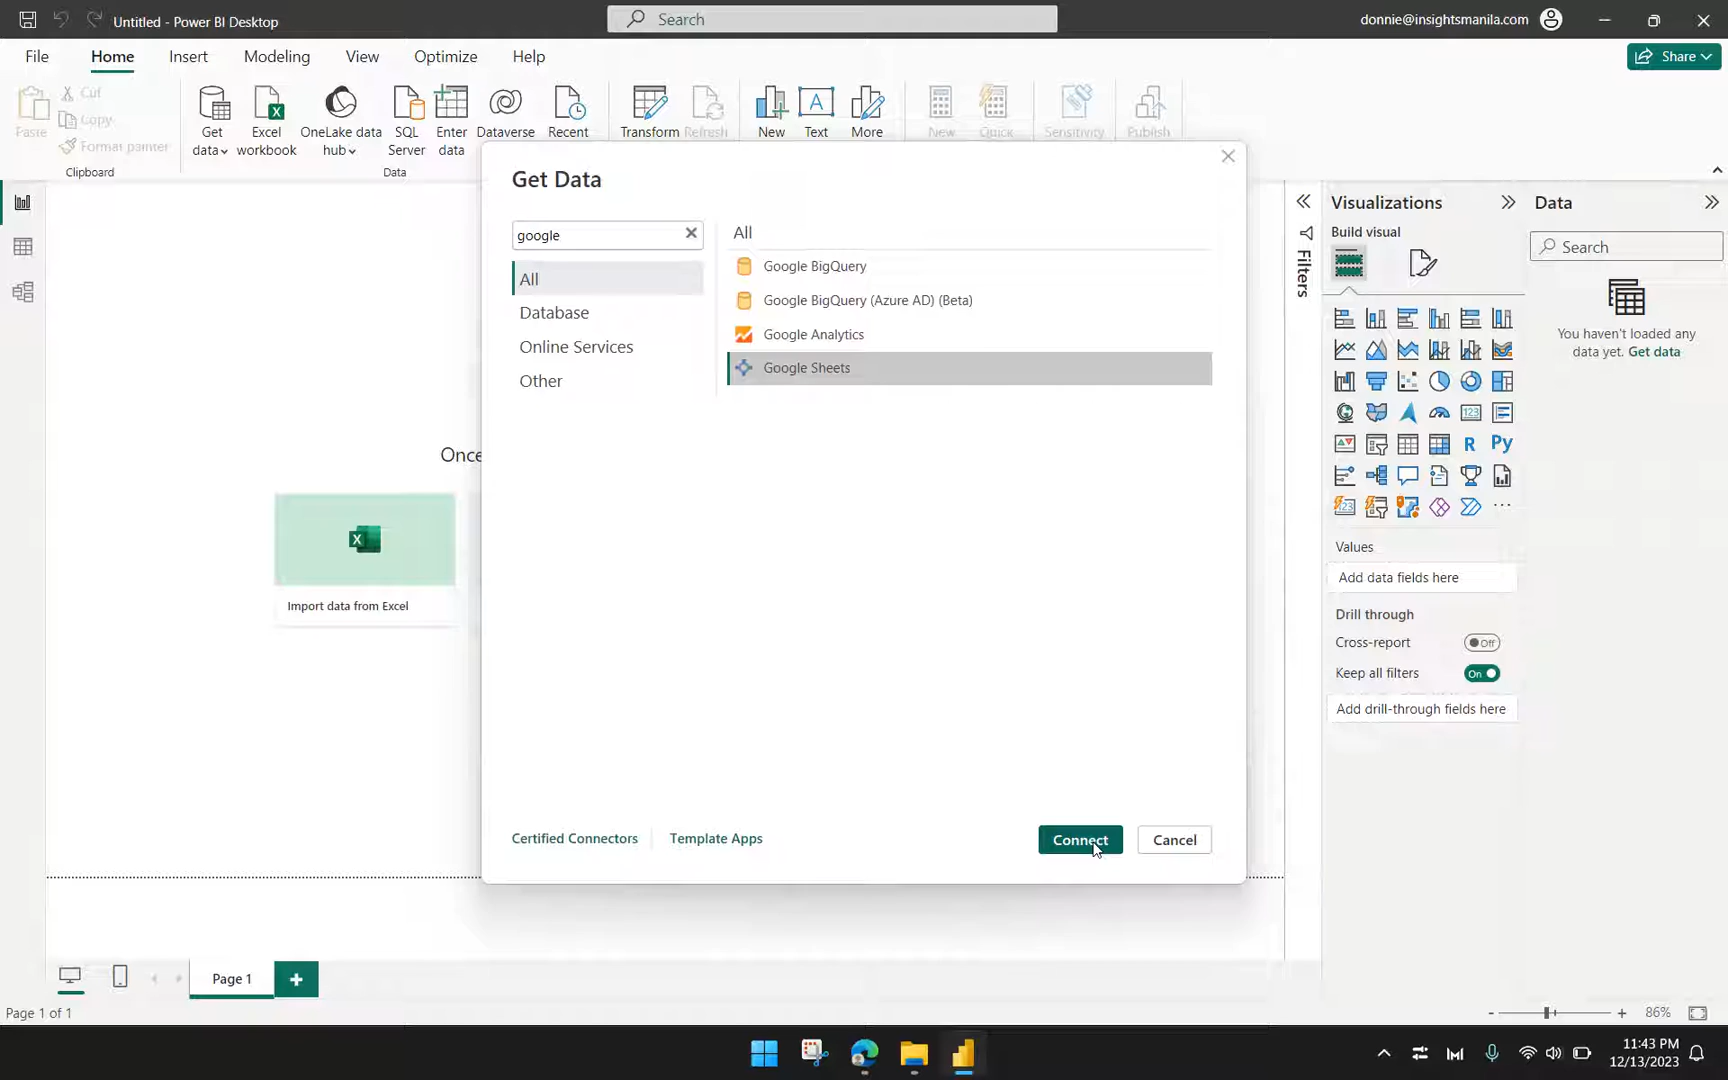 Untitled - Power BI Desktop
Search
donnie@insightsmanila.com
File
Home
Insert
Modeling
View
Optimize
Help
Share
Paste
Cut
Copy
Format painter
Clipboard
Get
data
Excel
workbook
OneLake data
hub
SQL
Server
Enter
data
Dataverse
Recent
Data
Transform
Refresh
New
Text
More
New
Quick
Sensitivity
Publish
Get Data
google
All
Database
Online Services
Other
All
Google BigQuery
Google BigQuery (Azure AD) (Beta)
Google Analytics
Google Sheets
Certified Connectors
Template Apps
Connect
Cancel
Once
Import data from Excel
Filters
Visualizations
Build visual
R
Py
123
123
Values
Add data fields here
Drill through
Cross-report
Off
Keep all filters
On
Add drill-through fields here
Data
Search
You haven't loaded any
data yet. Get data
Page 1
Page 1 of 1
86%
11:43 PM
12/13/2023